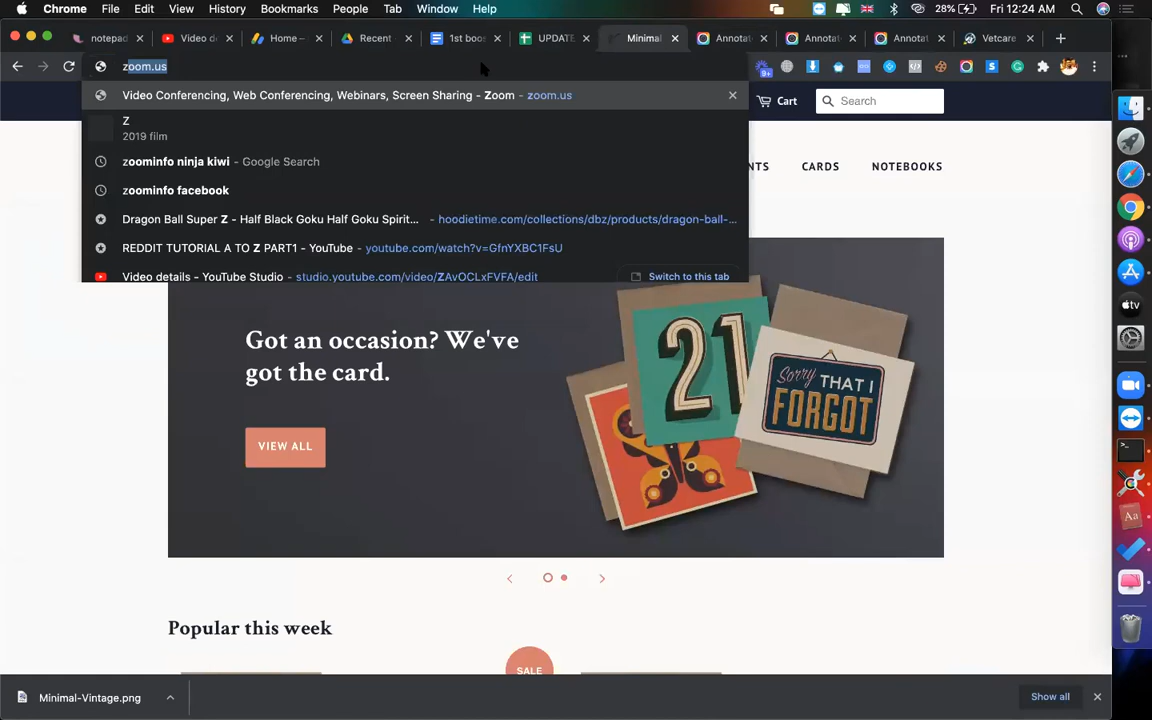 Chrome File Edit View History Bookmarks People Tab Window Help 28% Fri 12:24 AM
notepad Video d Home – Recent 1st boos UPDATE Minimal Annotat Annotat Annotat Vetcare
zoom.us
9+
Video Conferencing, Web Conferencing, Webinars, Screen Sharing - Zoom - zoom.us
Cart Search
Z
2019 film
zoominfo ninja kiwi - Google Search
NTS CARDS NOTEBOOKS
zoominfo facebook
Dragon Ball Super Z - Half Black Goku Half Goku Spirit... - hoodietime.com/collections/dbz/products/dragon-ball-...
REDDIT TUTORIAL A TO Z PART1 - YouTube - youtube.com/watch?v=GfnYXBC1FsU
Video details - YouTube Studio - studio.youtube.com/video/ZAvOCLxFVFA/edit Switch to this tab
Got an occasion? We've
got the card.
VIEW ALL
21
Sorry THAT I
FORGOT
Popular this week
SALE
Minimal-Vintage.png Show all
tv
Aa